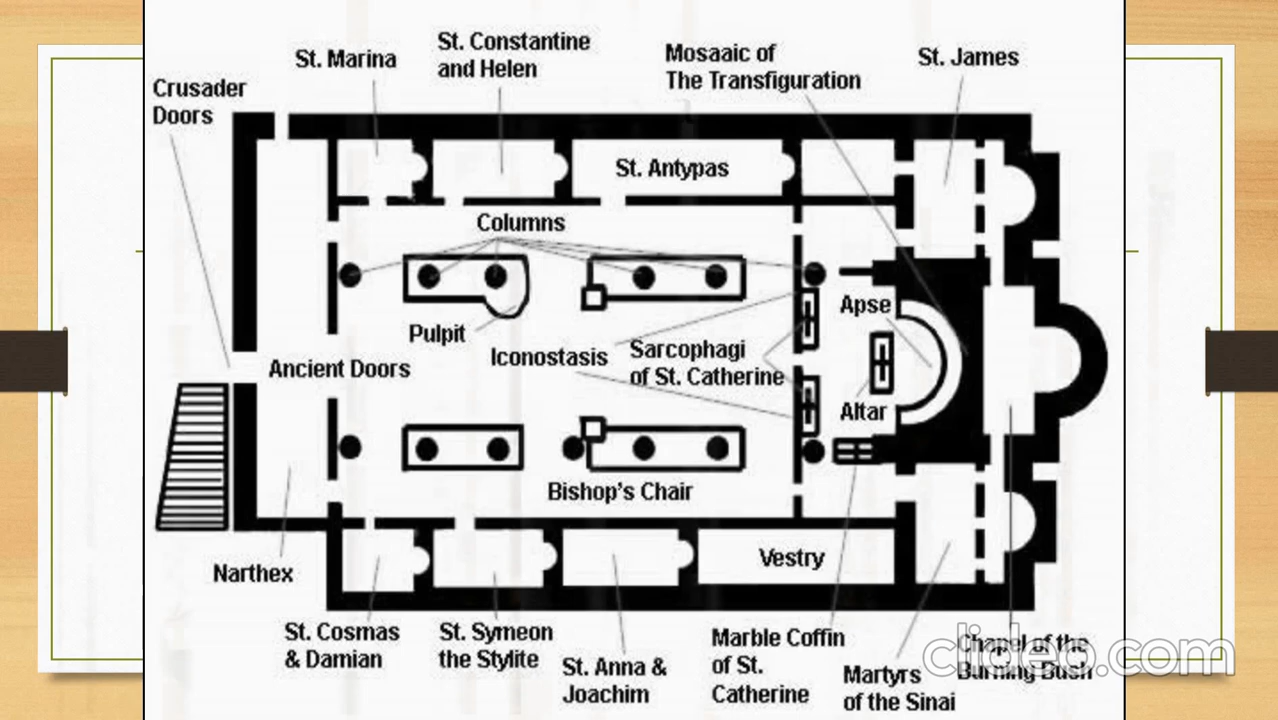 St. Marina
St. Constantine
and Helen
Mosaaic of
The Transfiguration
St. James
Crusader
Doors
St. Antypas
Columns
Apse
Pulpit
Iconostasis
Sarcophagi
of St. Catherine
Ancient Doors
Altar
Bishop's Chair
Vestry
Narthex
St. Cosmas
& Damian
St. Symeon
the Stylite
St. Anna &
Joachim
Marble Coffin
of St.
Catherine
Martyrs
of the Sinai
Chapel of the
Burning Bush
clideo.com